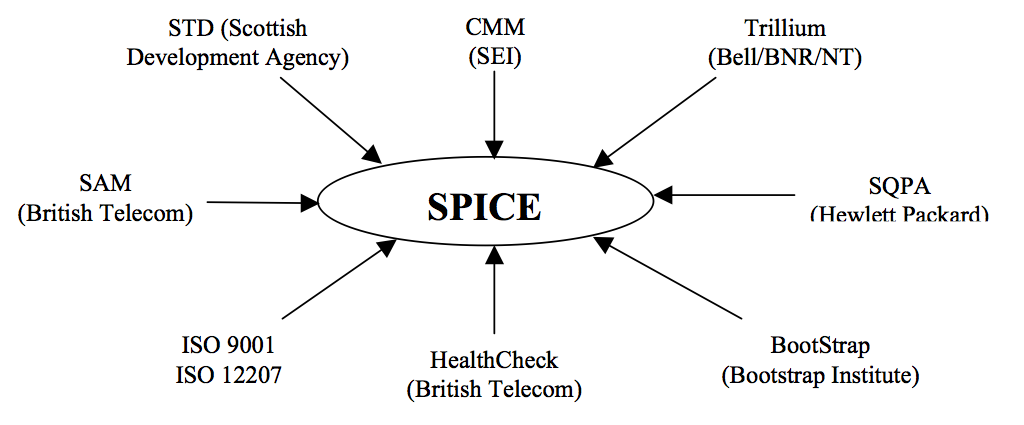 STD (Scottish
Development Agency)
CMM
(SEI)
Trillium
(Bell/BNR/NT)
SAM
(British Telecom)
SPICE
SQPA
(Hewlett Packard)
ISO 9001
ISO 12207
HealthCheck
(British Telecom)
BootStrap
(Bootstrap Institute)